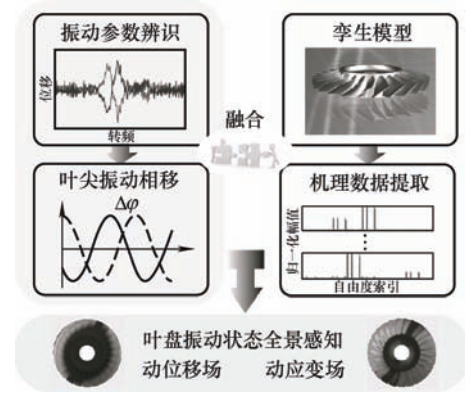 振动参数辨识
位移
转频
孪生模型
融合
叶尖振动相移
Δφ
机理数据提取
归一化幅值
自由度索引
叶盘振动状态全景感知
动位移场
动应变场